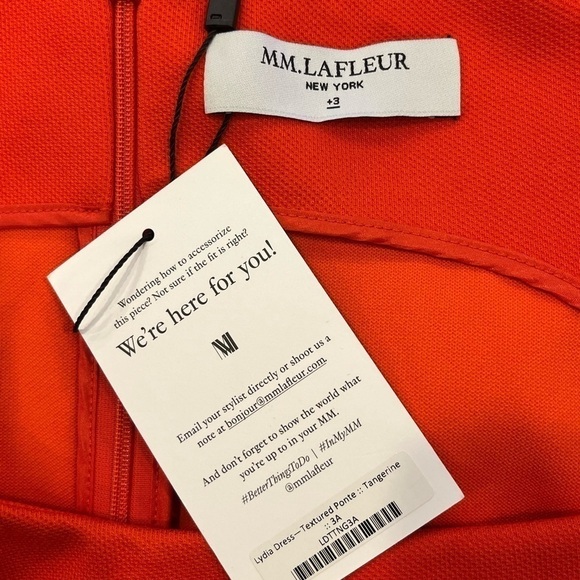 MM.LAFLEUR
NEW YORK
+3
Wondering how to accessorize
this piece? Not sure if the fit is right?
We're here for you!
MM
Email your stylist directly or shoot us a
note at bonjour@mmlafleur.com.
And don't forget to show the world what
you're up to in your MM.
#BetterThingsToDo | #InMyMM
@mmlafleur
Lydia Dress—Textured Ponte :: Tangerine
:: 3A
LDTTNG3A